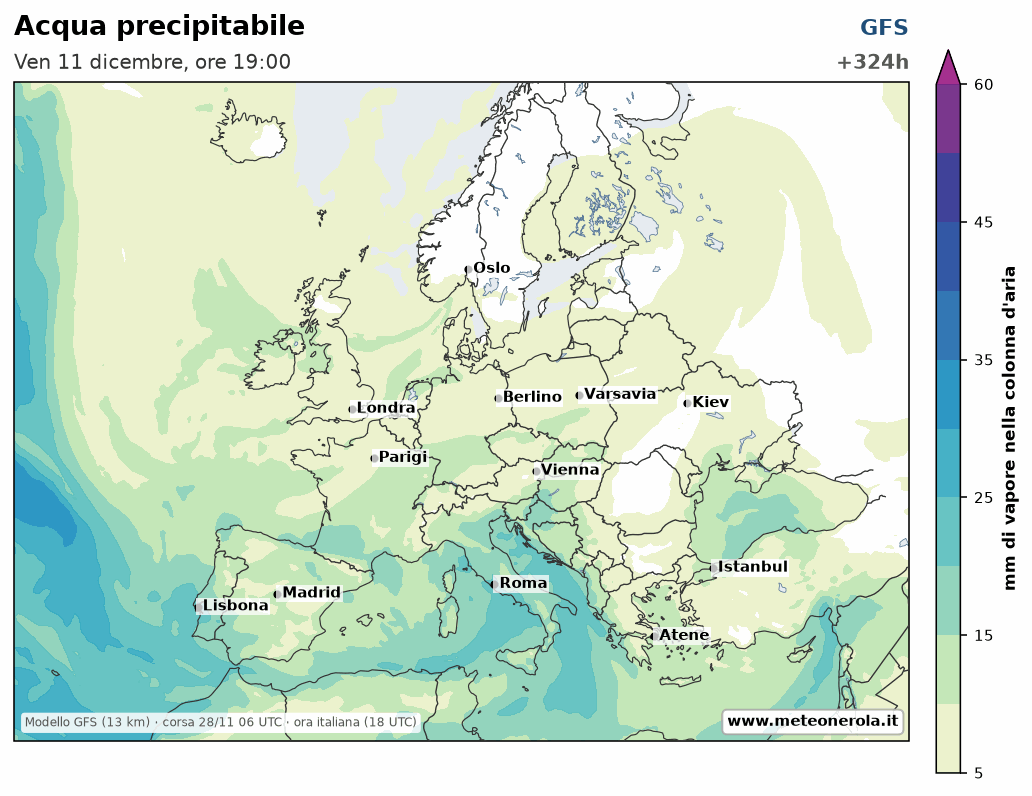 Acqua precipitabile
GFS
Ven 11 dicembre, ore 19:00
+324h
60
45
35
25
15
5
mm di vapore nella colonna d'aria
Oslo
Londra
Berlino
Varsavia
Kiev
Parigi
Vienna
Istanbul
Roma
Madrid
Lisbona
Atene
Modello GFS (13 km) · corsa 28/11 06 UTC · ora italiana (18 UTC)
www.meteonerola.it